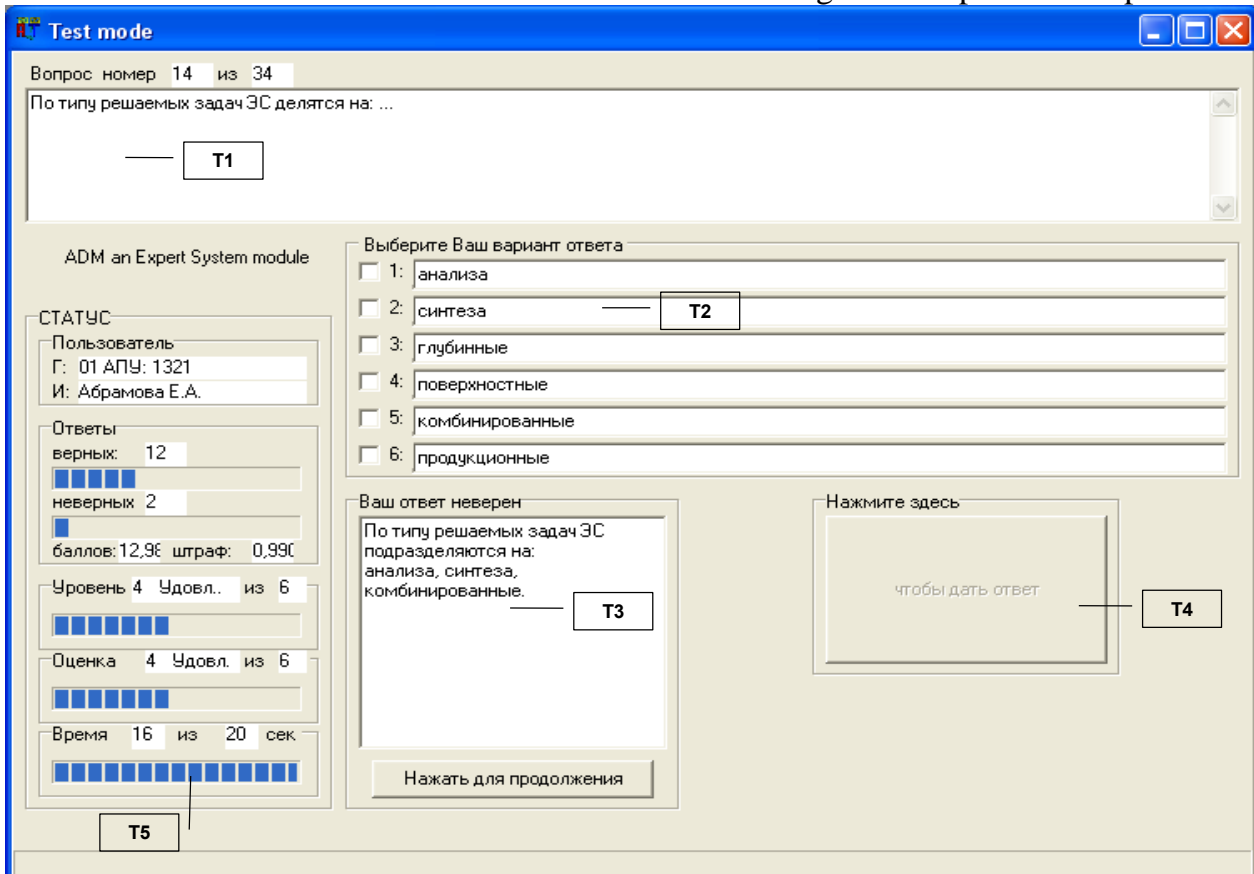 Test mode
Вопрос номер 14 из 34
По типу решаемых задач ЭС делятся на: ...
T1
ADM an Expert System module
Выберите Ваш вариант ответа
1: анализа
2: синтеза
T2
3: глубинные
4: поверхностные
5: комбинированные
6: продукционные
СТАТУС
Пользователь
Г: 01 АПУ: 1321
И: Абрамова Е.А.
Ответы
верных: 12
неверных 2
баллов: 12,98 штраф: 0,990
Уровень 4 Удовл.. из 6
Оценка 4 Удовл. из 6
Время 16 из 20 сек
T5
Ваш ответ неверен
По типу решаемых задач ЭС
подразделяются на:
анализа, синтеза,
комбинированные.
T3
Нажать для продолжения
Нажмите здесь
чтобы дать ответ
T4